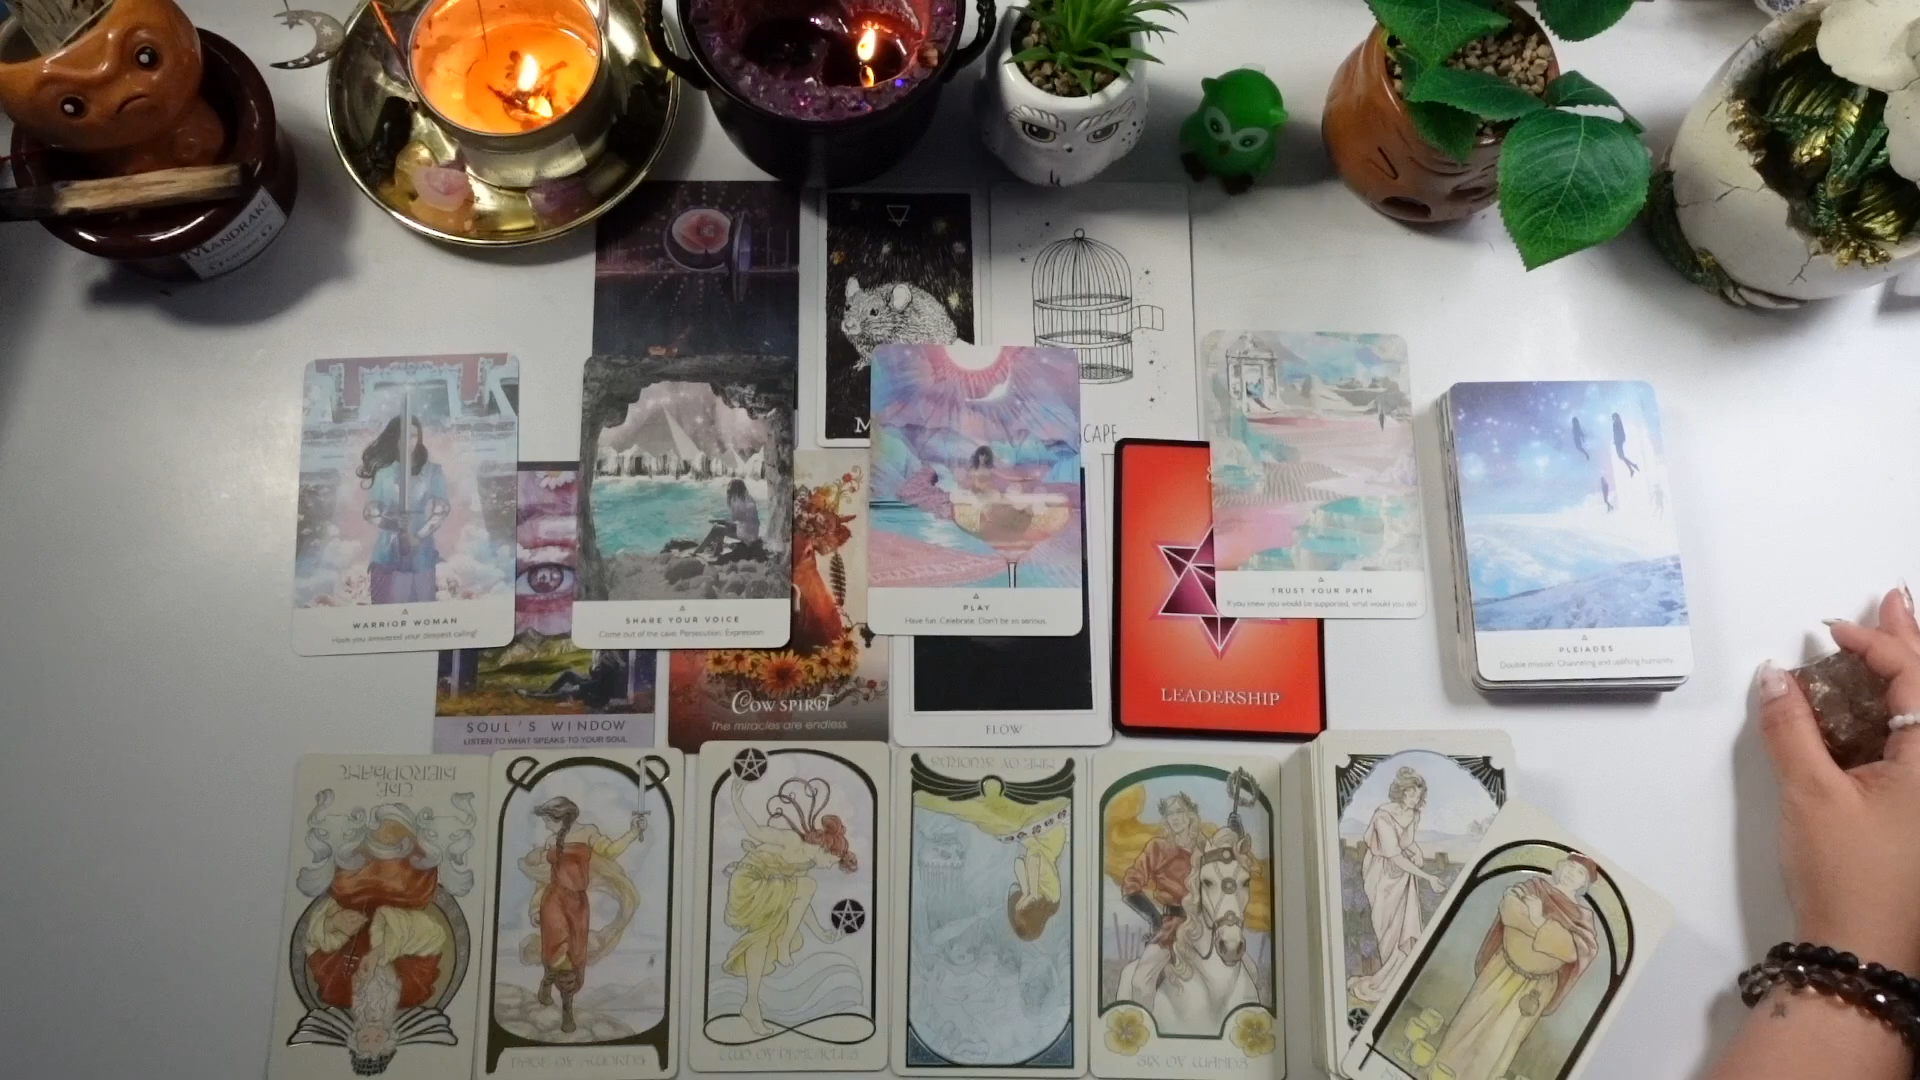 MANDRAKE
M
CAPE
WARRIOR WOMAN
Have you answered your deepest calling?
SHARE YOUR VOICE
Come out of the cave. Persecution. Expression.
PLAY
Have fun. Celebrate. Don't be so serious.
TRUST YOUR PATH
If you knew you would be supported, what would you do?
PLEIADES
Double mission. Channeling and uplifting humanity.
SOUL'S WINDOW
LISTEN TO WHAT SPEAKS TO YOUR SOUL
COW SPIRIT
The miracles are endless.
FLOW
LEADERSHIP
THE
HIEROPHANT
PAGE OF SWORDS
TWO OF PENTACLES
FIVE OF SWORDS
SIX OF WANDS